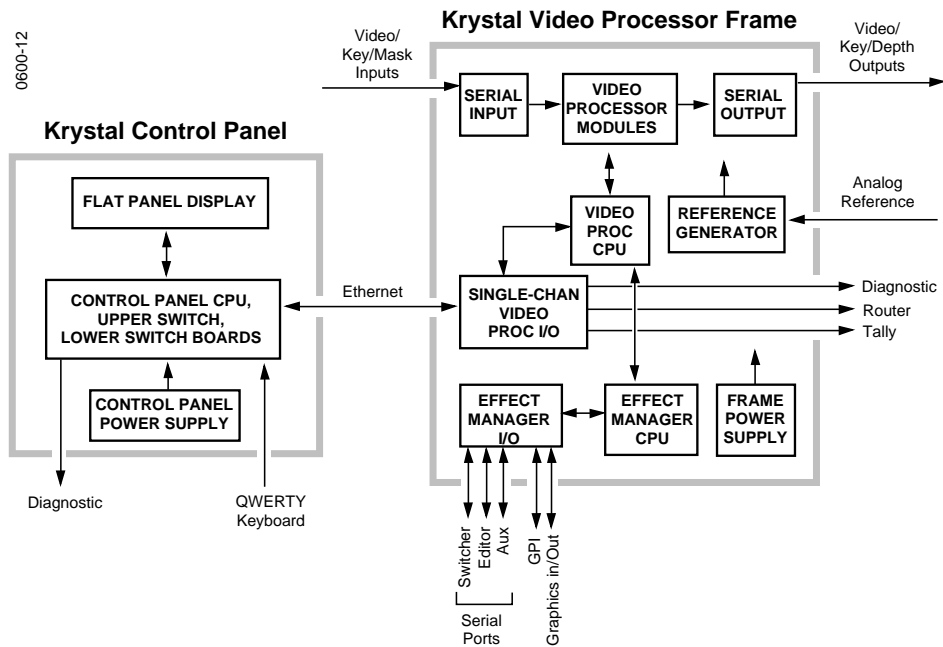 0600-12
Krystal Video Processor Frame
Video/
Key/Mask
Inputs
Video/
Key/Depth
Outputs
SERIAL
INPUT
VIDEO
PROCESSOR
MODULES
SERIAL
OUTPUT
Krystal Control Panel
FLAT PANEL DISPLAY
VIDEO
PROC
CPU
REFERENCE
GENERATOR
Analog
Reference
CONTROL PANEL CPU,
UPPER SWITCH,
LOWER SWITCH BOARDS
Ethernet
SINGLE-CHAN
VIDEO
PROC I/O
Diagnostic
Router
Tally
CONTROL PANEL
POWER SUPPLY
EFFECT
MANAGER
I/O
EFFECT
MANAGER
CPU
FRAME
POWER
SUPPLY
Diagnostic
QWERTY
Keyboard
Switcher
Editor
Aux
GPI
Graphics in/Out
Serial
Ports